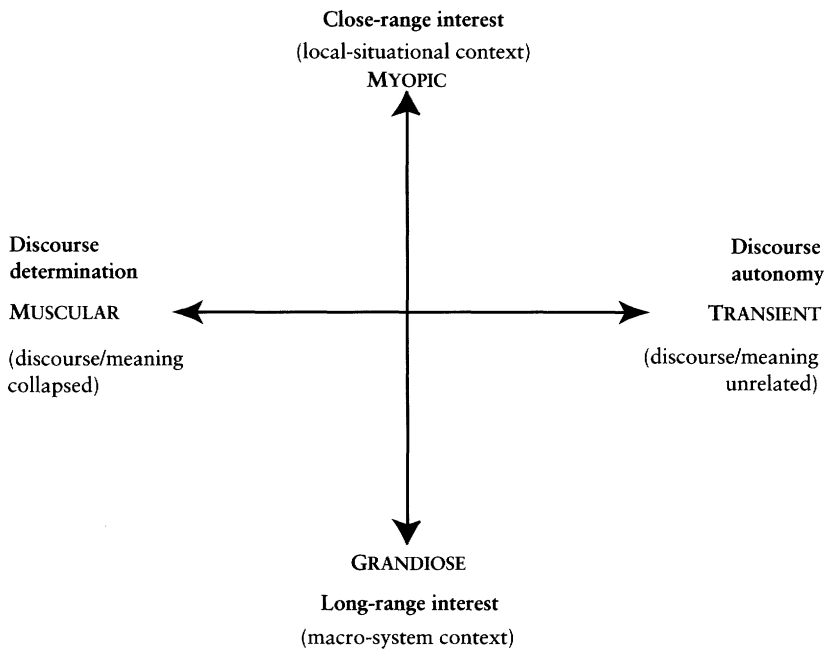 Close-range interest
(local-situational context)
MYOPIC
Discourse
determination
MUSCULAR
(discourse/meaning
collapsed)
Discourse
autonomy
TRANSIENT
(discourse/meaning
unrelated)
GRANDIOSE
Long-range interest
(macro-system context)